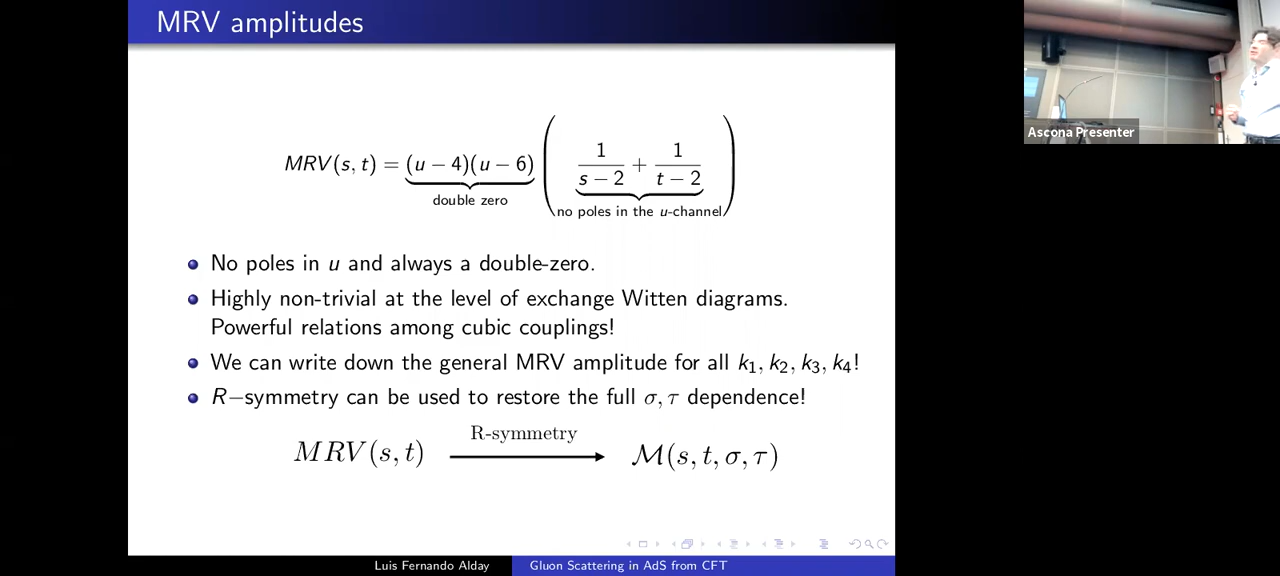 MRV amplitudes
Ascona Presenter
MRV(s, t) = (u − 4)(u − 6) ( 1/(s − 2) + 1/(t − 2) )
double zero
no poles in the u-channel
No poles in u and always a double-zero.
Highly non-trivial at the level of exchange Witten diagrams.
Powerful relations among cubic couplings!
We can write down the general MRV amplitude for all k₁, k₂, k₃, k₄!
R−symmetry can be used to restore the full σ, τ dependence!
R-symmetry
MRV(s, t) → M(s, t, σ, τ)
Luis Fernando Alday
Gluon Scattering in AdS from CFT